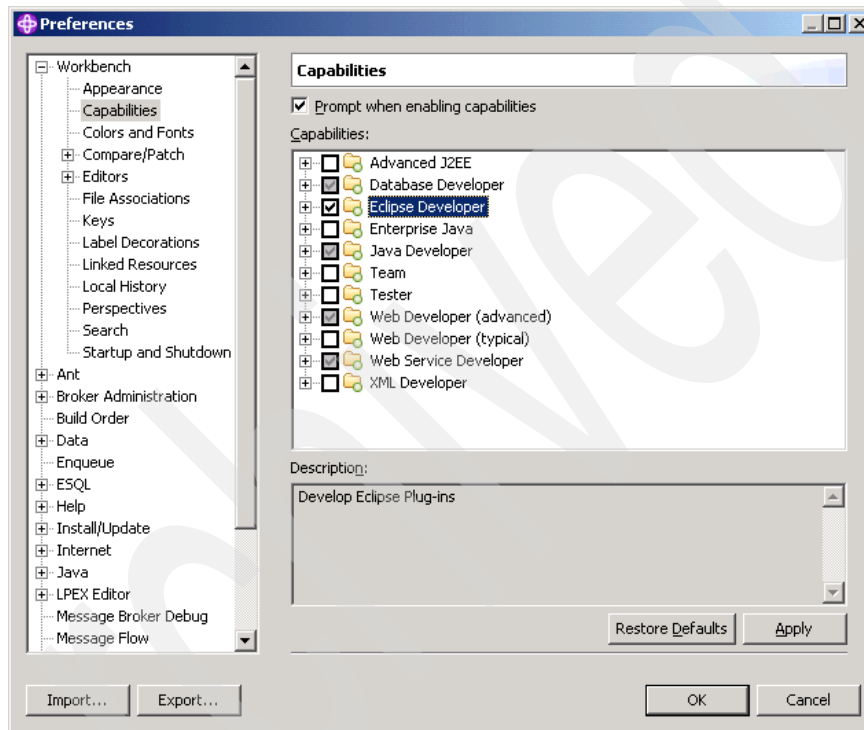 Preferences
Workbench
Appearance
Capabilities
Colors and Fonts
Compare/Patch
Editors
File Associations
Keys
Label Decorations
Linked Resources
Local History
Perspectives
Search
Startup and Shutdown
Ant
Broker Administration
Build Order
Data
Enqueue
ESQL
Help
Install/Update
Internet
Java
LPEX Editor
Message Broker Debug
Message Flow
Capabilities
Prompt when enabling capabilities
Capabilities:
Advanced J2EE
Database Developer
Eclipse Developer
Enterprise Java
Java Developer
Team
Tester
Web Developer (advanced)
Web Developer (typical)
Web Service Developer
XML Developer
Description:
Develop Eclipse Plug-ins
Restore Defaults
Apply
Import...
Export...
OK
Cancel